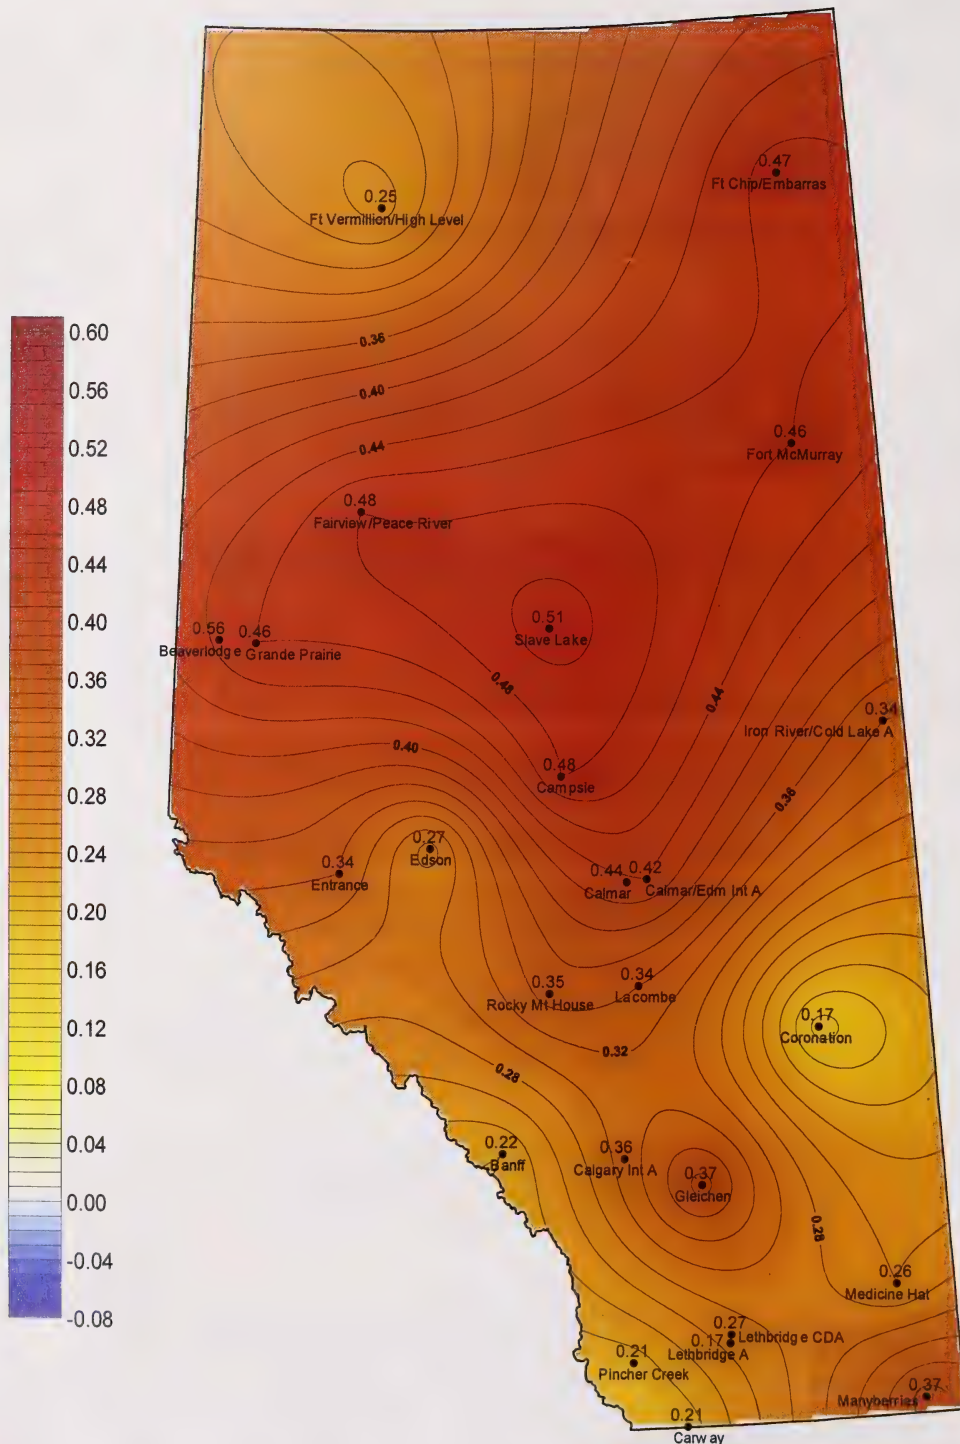 0.47
Ft Chip/Embarras
0.25
Ft Vermillion/High Level
0.60
0.56
0.52
0.48
0.44
0.40
0.36
0.32
0.28
0.24
0.20
0.16
0.12
0.08
0.04
0.00
-0.04
-0.08
0.36
0.40
0.44
0.46
Fort McMurray
0.48
Fairview/Peace River
0.51
Slave Lake
0.56
Beaverlodge
0.46
Grande Prairie
0.48
0.44
0.34
Iron River/Cold Lake A
0.40
0.48
Campsie
0.36
0.27
Edson
0.34
Entrance
0.44
Calmar
0.42
Calmar/Edm Int A
0.35
Rocky Mt House
0.34
Lacombe
0.17
Coronation
0.32
0.28
0.22
Banff
0.36
Calgary Int A
0.37
Gleichen
0.28
0.26
Medicine Hat
0.27
Lethbridge CDA
0.17
Lethbridge A
0.21
Pincher Creek
0.37
Manyberries
0.21
Carway